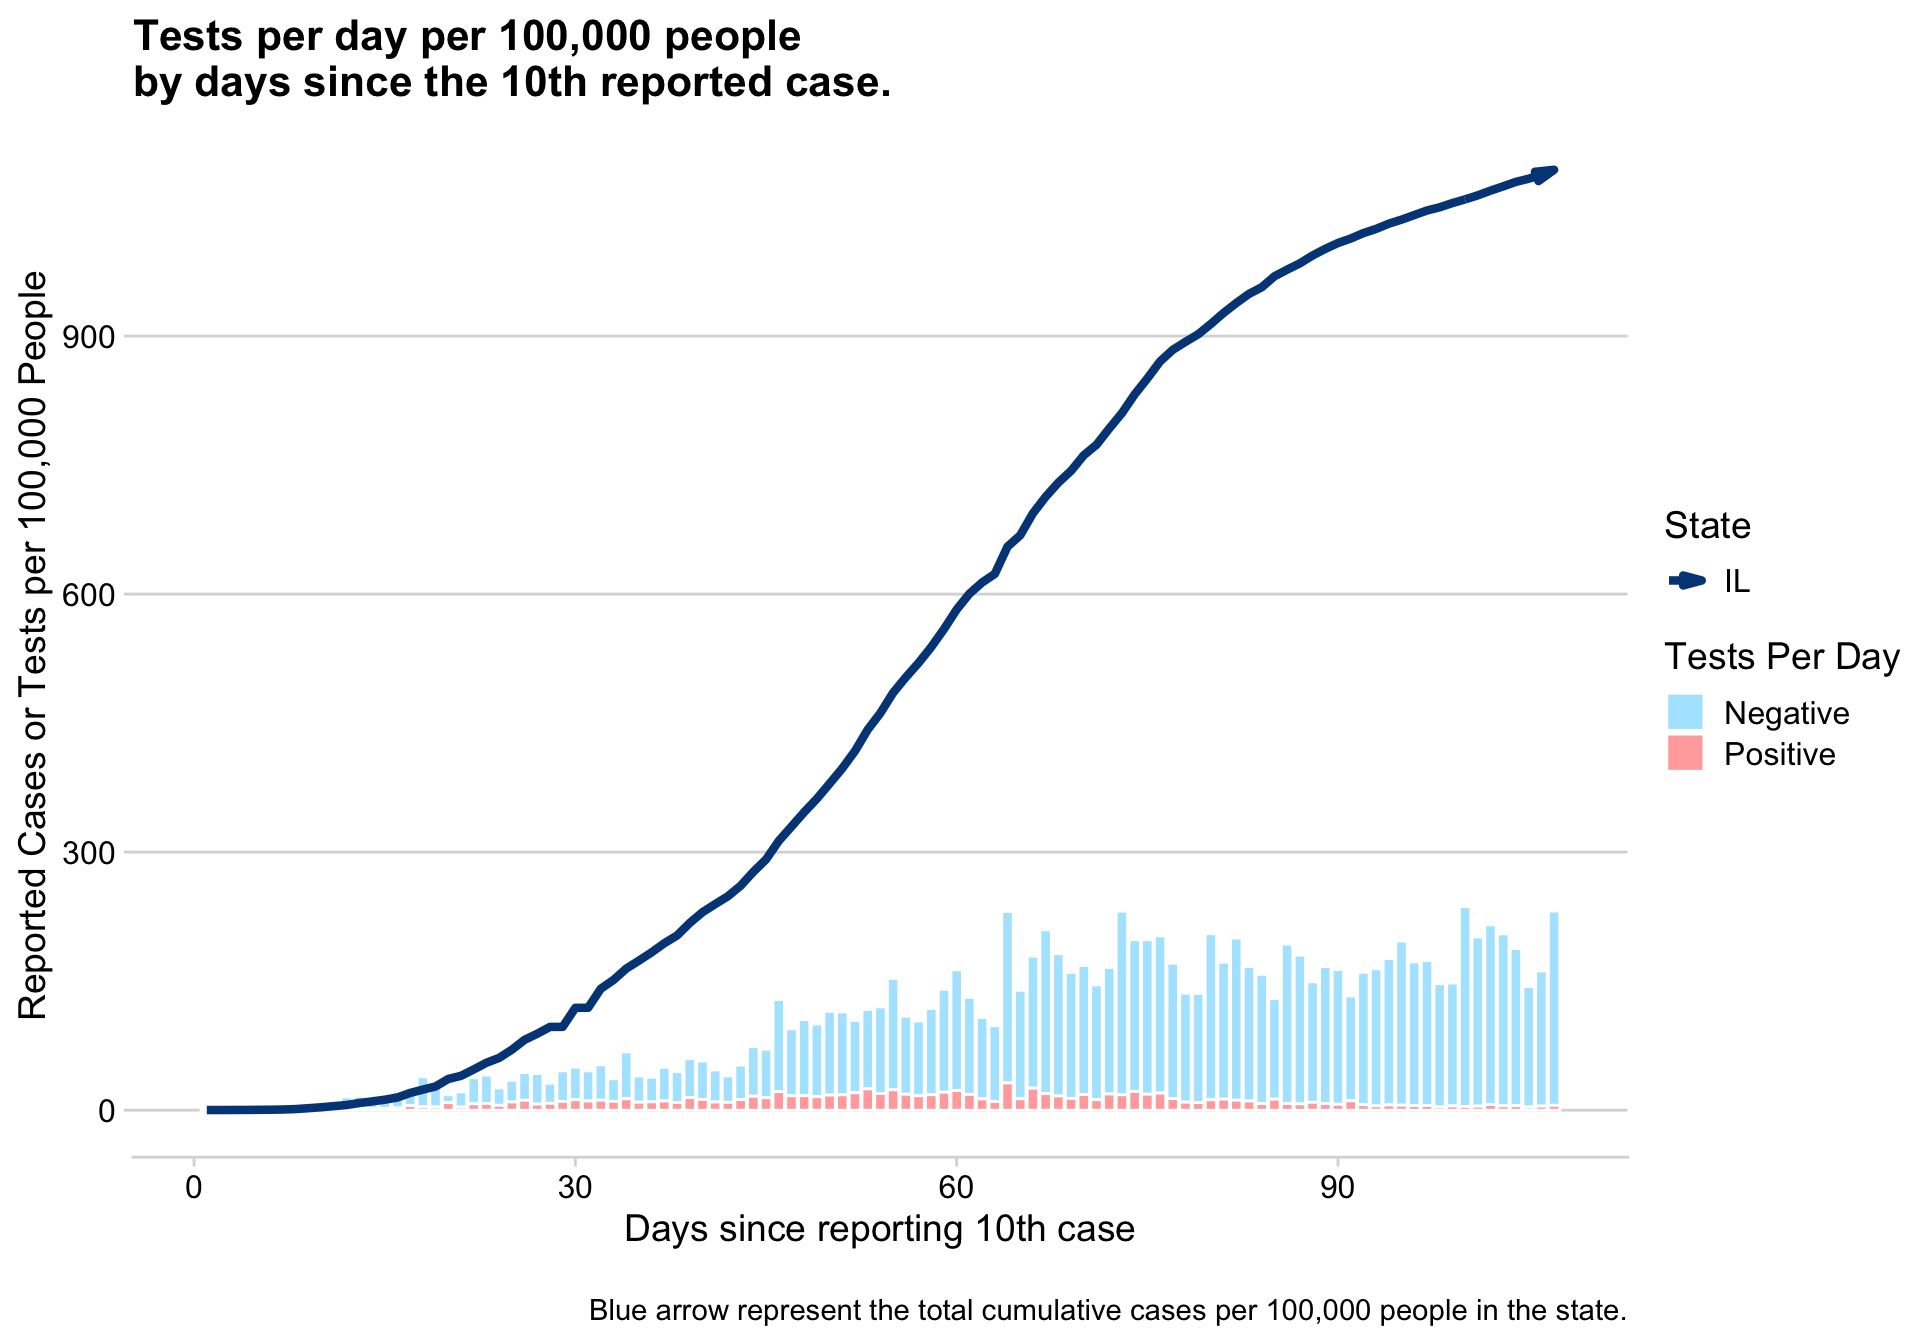 Tests per day per 100,000 people
by days since the 10th reported case.
Reported Cases or Tests per 100,000 People
900
600
300
0
0
30
60
90
Days since reporting 10th case
State
IL
Tests Per Day
Negative
Positive
Blue arrow represent the total cumulative cases per 100,000 people in the state.